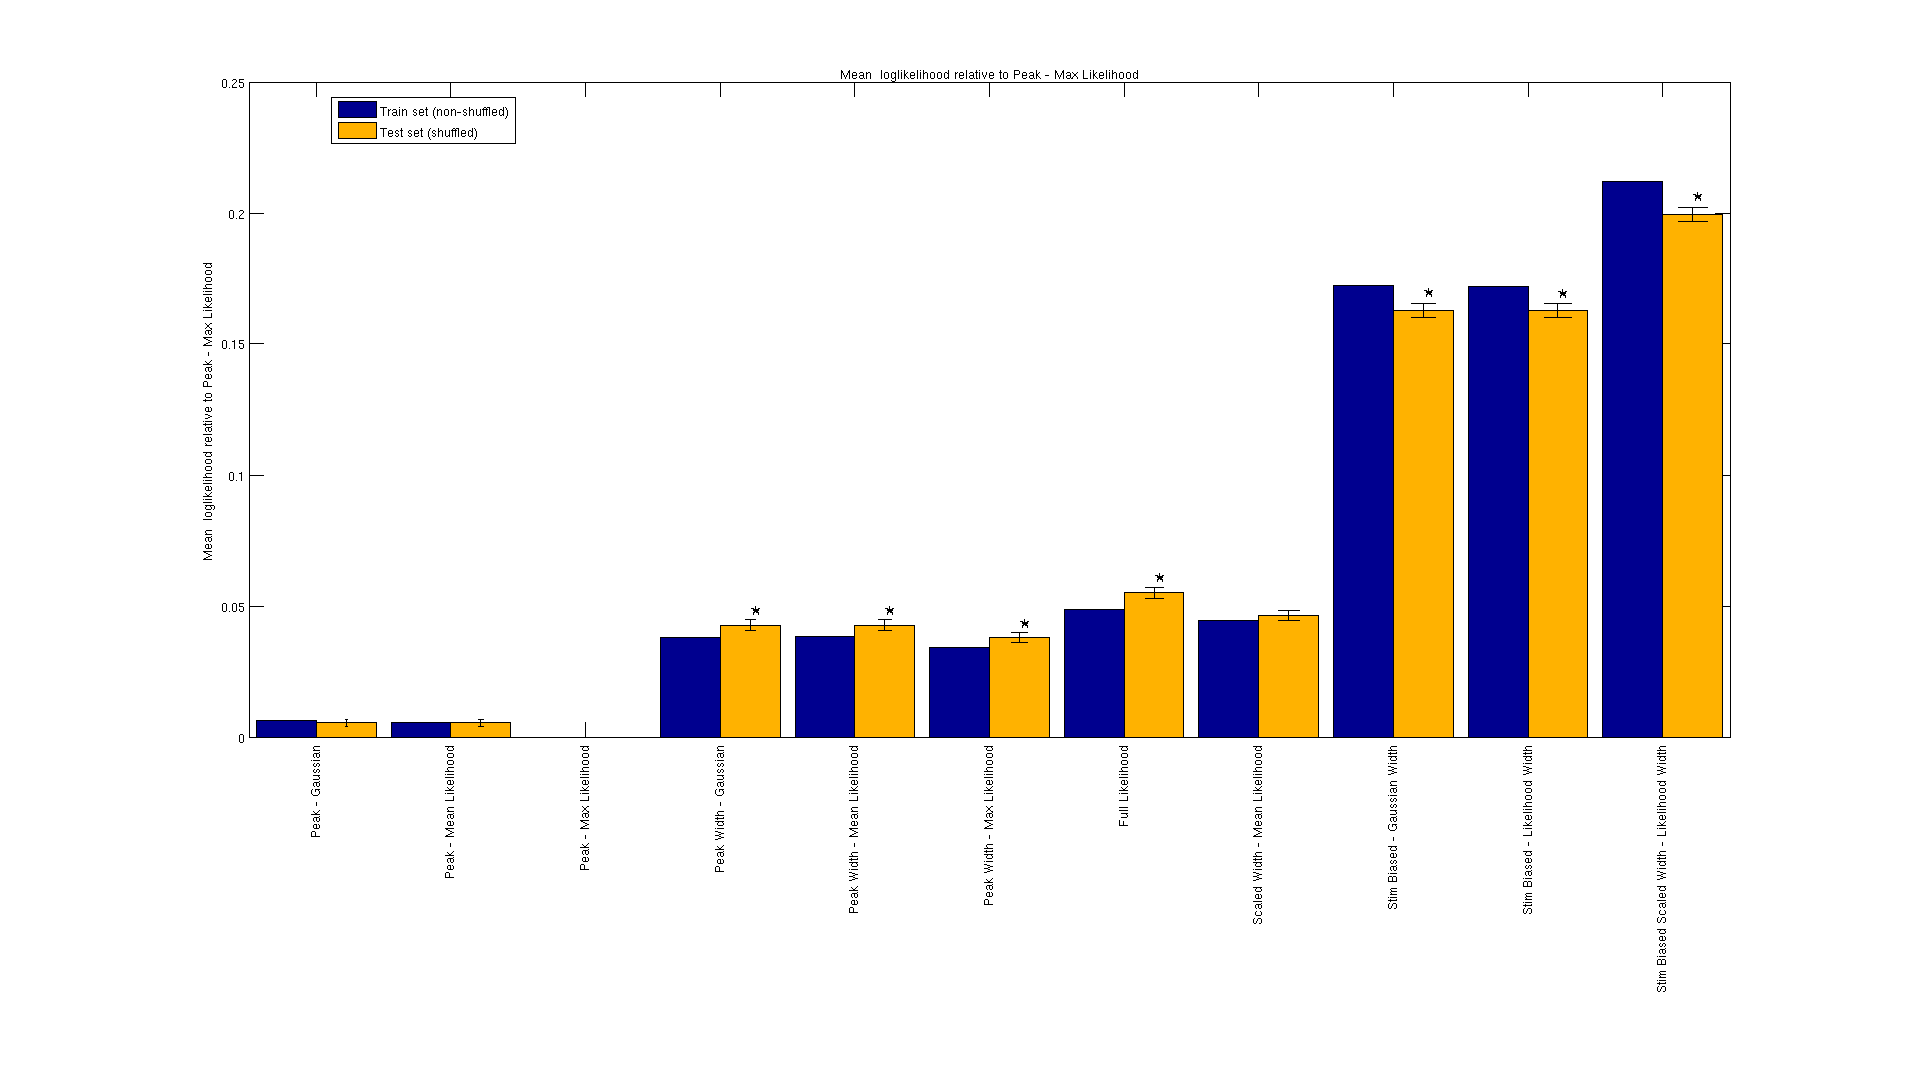 Mean  loglikelihood relative to Peak - Max Likelihood
Train set (non-shuffled)
Test set (shuffled)
Mean  loglikelihood relative to Peak - Max Likelihood
0.25
0.2
0.15
0.1
0.05
0
Peak - Gaussian
Peak - Mean Likelihood
Peak - Max Likelihood
Peak Width - Gaussian
Peak Width - Mean Likelihood
Peak Width - Max Likelihood
Full Likelihood
Scaled Width - Mean Likelihood
Stim Biased - Gaussian Width
Stim Biased - Likelihood Width
Stim Biased Scaled Width - Likelihood Width